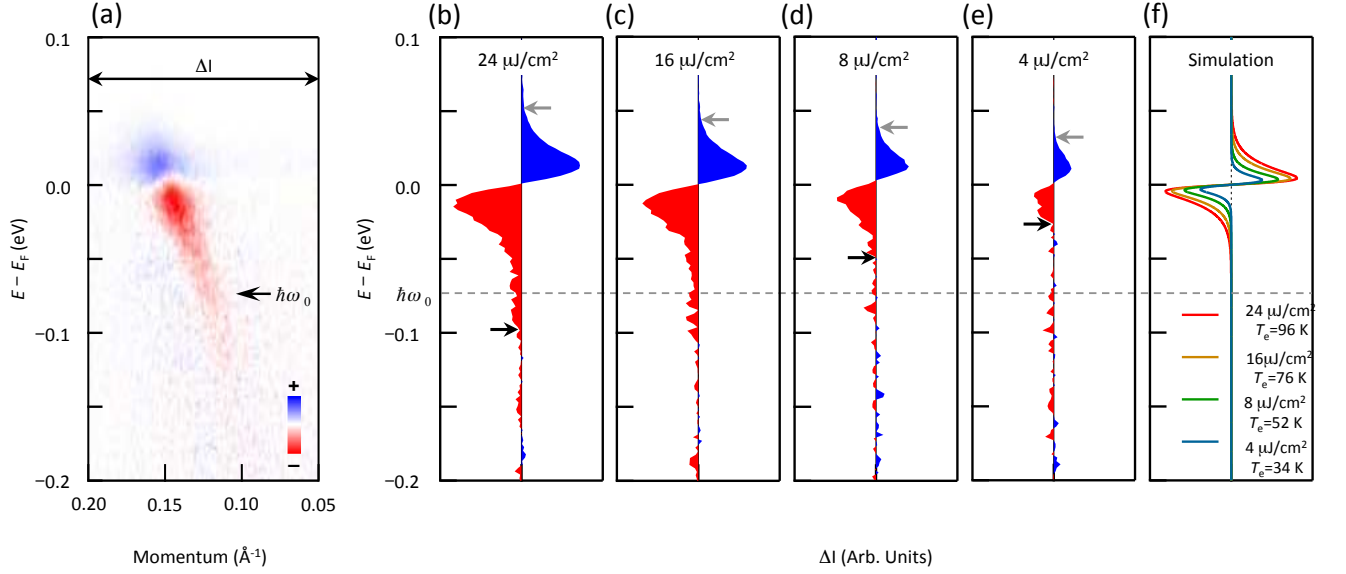 (a)
(b)
(c)
(d)
(e)
(f)
0.1
0.0
−0.1
−0.2
E − E_F (eV)
ΔI
ħω₀
+
−
0.20
0.15
0.10
0.05
Momentum (Å⁻¹)
0.1
0.0
ħω₀
−0.1
−0.2
E − E_F (eV)
24 μJ/cm²
16 μJ/cm²
8 μJ/cm²
4 μJ/cm²
Simulation
24 μJ/cm²
Tₑ=96 K
16μJ/cm²
Tₑ=76 K
8 μJ/cm²
Tₑ=52 K
4 μJ/cm²
Tₑ=34 K
ΔI (Arb. Units)